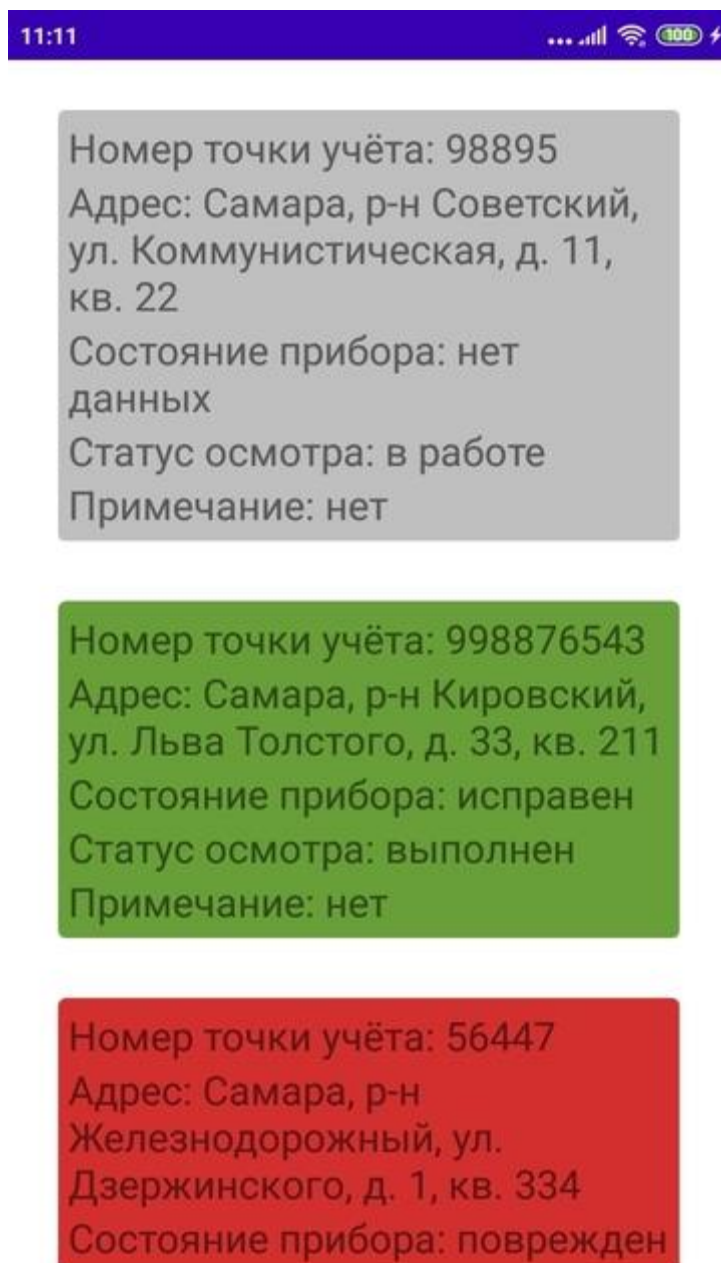 11:11
100
Номер точки учёта: 98895
Адрес: Самара, р-н Советский,
ул. Коммунистическая, д. 11,
кв. 22
Состояние прибора: нет
данных
Статус осмотра: в работе
Примечание: нет
Номер точки учёта: 998876543
Адрес: Самара, р-н Кировский,
ул. Льва Толстого, д. 33, кв. 211
Состояние прибора: исправен
Статус осмотра: выполнен
Примечание: нет
Номер точки учёта: 56447
Адрес: Самара, р-н
Железнодорожный, ул.
Дзержинского, д. 1, кв. 334
Состояние прибора: поврежден